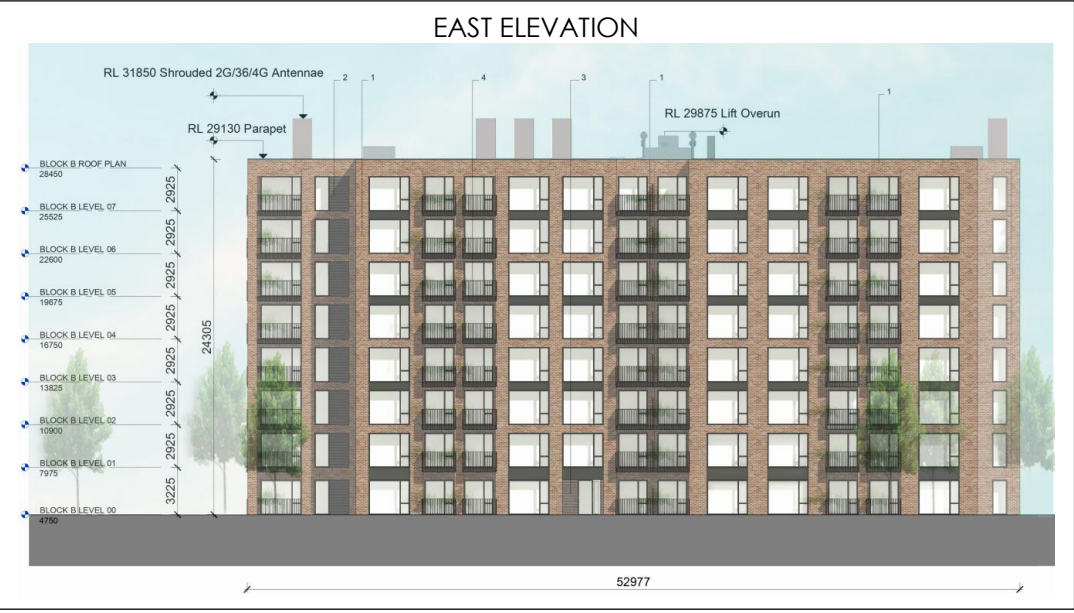 EAST ELEVATION
RL 31850 Shrouded 2G/36/4G Antennae
2
1
4
3
1
1
RL 29875 Lift Overun
RL 29130 Parapet
BLOCK B ROOF PLAN
28450
2925
BLOCK B LEVEL 07
25525
2925
BLOCK B LEVEL 06
22600
2925
BLOCK B LEVEL 05
19675
2925
BLOCK B LEVEL 04
16750
2925
24305
BLOCK B LEVEL 03
13825
2925
BLOCK B LEVEL 02
10900
2925
BLOCK B LEVEL 01
7975
3225
BLOCK B LEVEL 00
4750
52977